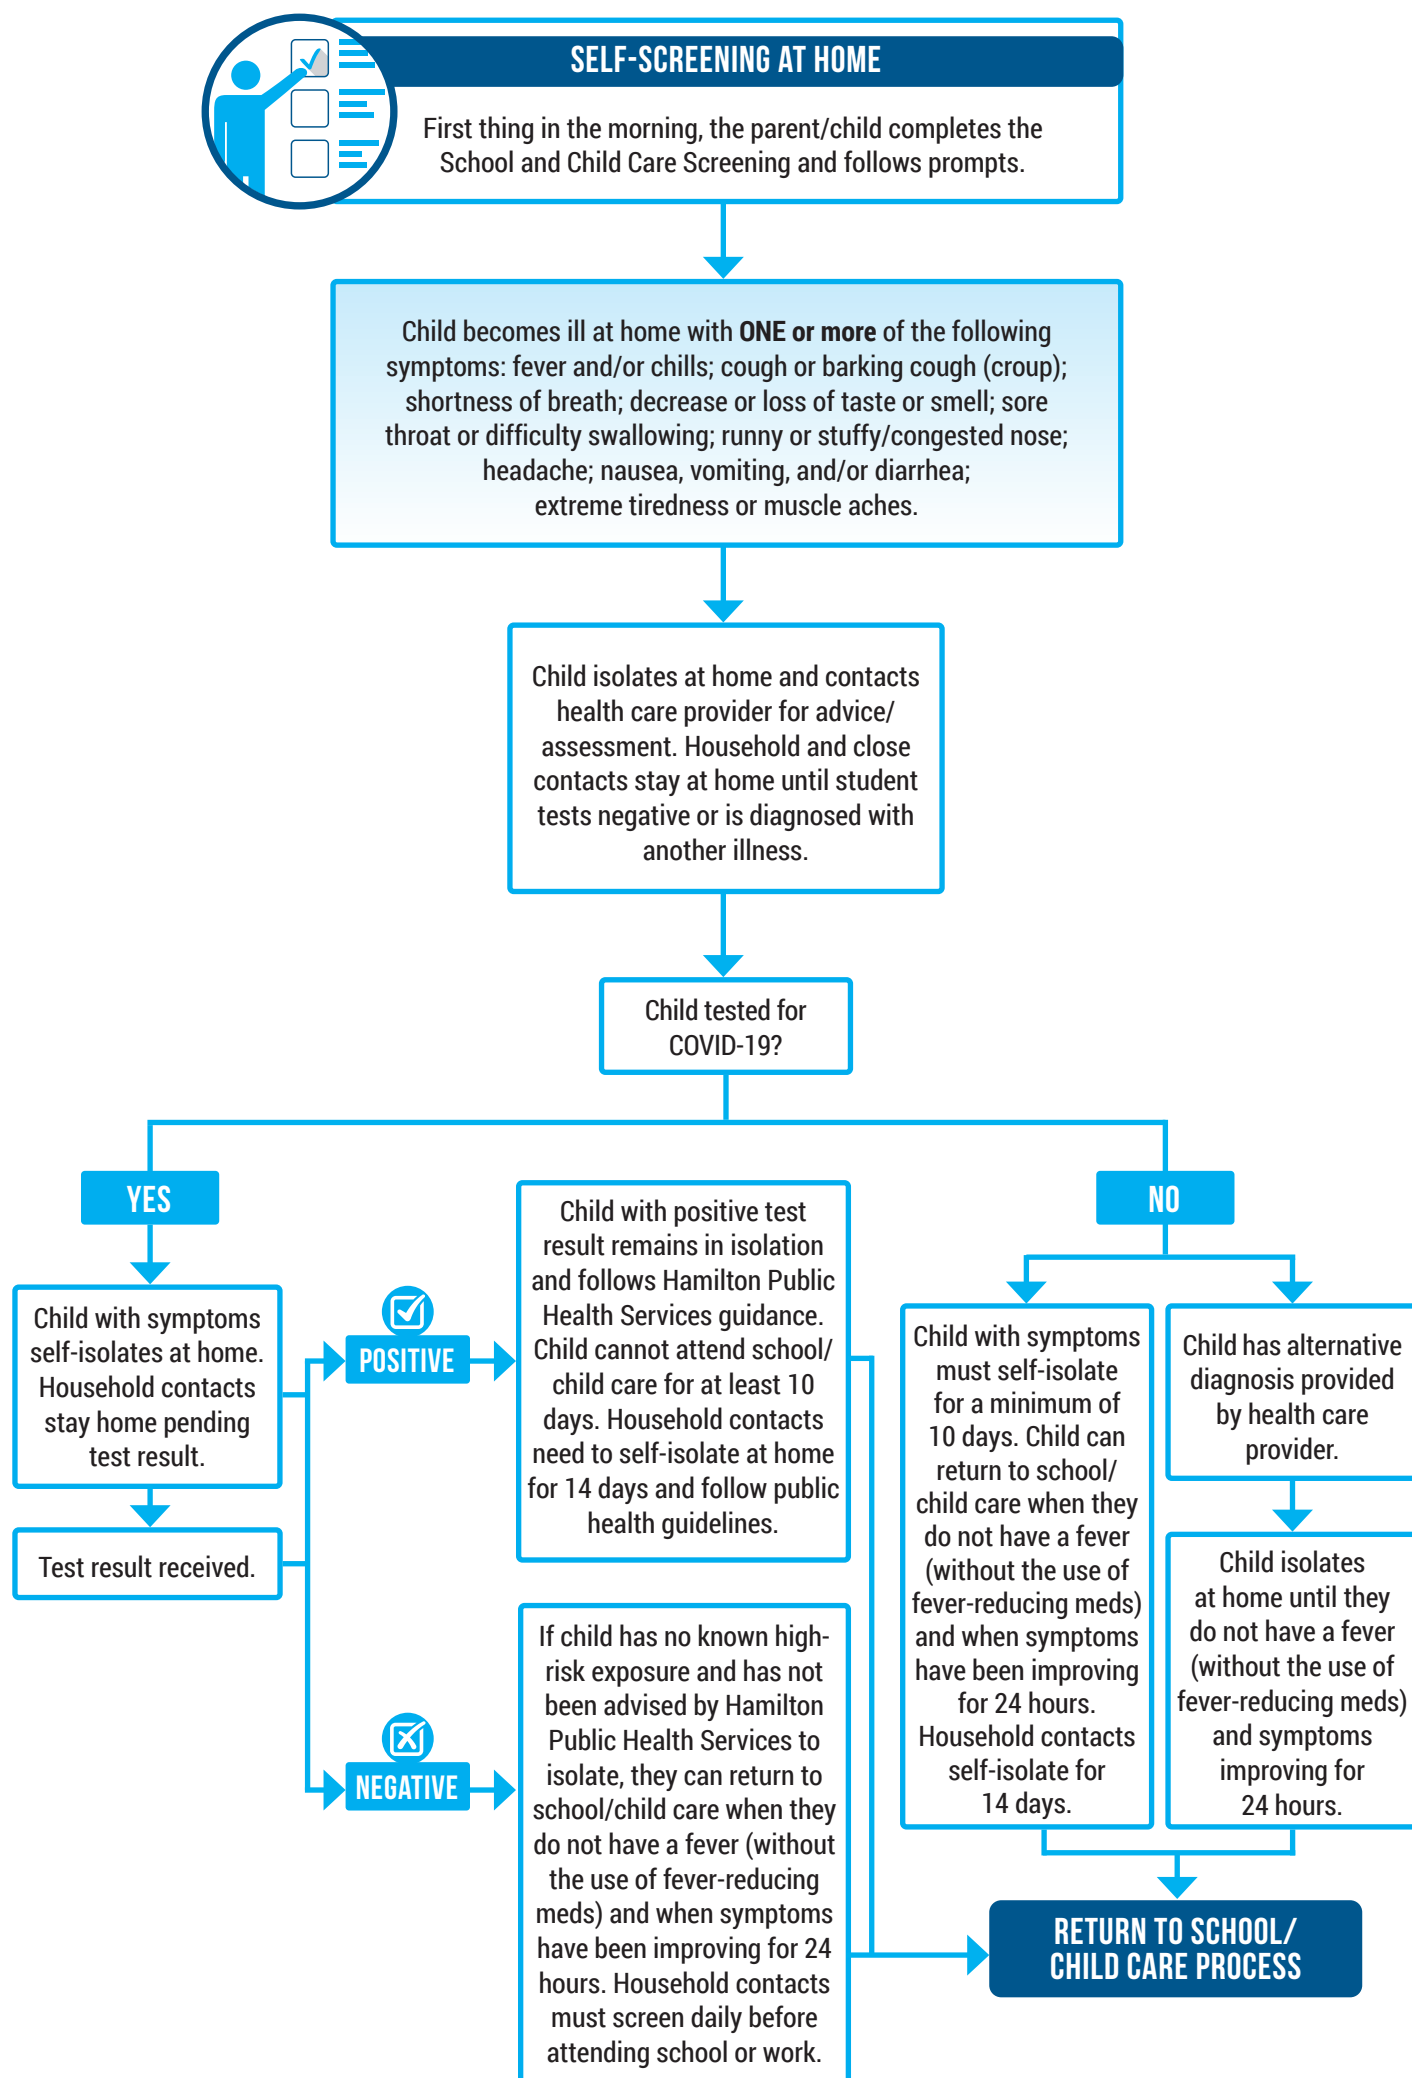 SELF-SCREENING AT HOME
First thing in the morning, the parent/child completes the
School and Child Care Screening and follows prompts.
Child becomes ill at home with ONE or more of the following
symptoms: fever and/or chills; cough or barking cough (croup);
shortness of breath; decrease or loss of taste or smell; sore
throat or difficulty swallowing; runny or stuffy/congested nose;
headache; nausea, vomiting, and/or diarrhea;
extreme tiredness or muscle aches.
Child isolates at home and contacts
health care provider for advice/
assessment. Household and close
contacts stay at home until student
tests negative or is diagnosed with
another illness.
Child tested for
COVID-19?
YES
Child with symptoms
self-isolates at home.
Household contacts
stay home pending
test result.
Test result received.
POSITIVE
Child with positive test
result remains in isolation
and follows Hamilton Public
Health Services guidance.
Child cannot attend school/
child care for at least 10
days. Household contacts
need to self-isolate at home
for 14 days and follow public
health guidelines.
NEGATIVE
If child has no known high-
risk exposure and has not
been advised by Hamilton
Public Health Services to
isolate, they can return to
school/child care when they
do not have a fever (without
the use of fever-reducing
meds) and when symptoms
have been improving for 24
hours. Household contacts
must screen daily before
attending school or work.
NO
Child with symptoms
must self-isolate
for a minimum of
10 days. Child can
return to school/
child care when they
do not have a fever
(without the use of
fever-reducing meds)
and when symptoms
have been improving
for 24 hours.
Household contacts
self-isolate for
14 days.
Child has alternative
diagnosis provided
by health care
provider.
Child isolates
at home until they
do not have a fever
(without the use of
fever-reducing meds)
and symptoms
improving for
24 hours.
RETURN TO SCHOOL/
CHILD CARE PROCESS